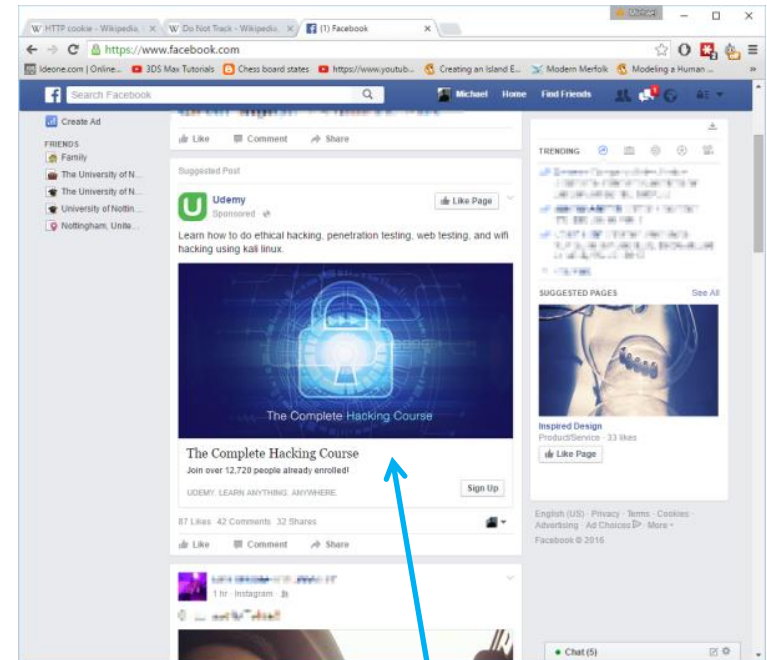 HTTP cookie - Wikipedia,
Do Not Track - Wikipedia,
(1) Facebook
Michael
https://www.facebook.com
Ideone.com | Online...
3DS Max Tutorials
Chess board states
https://www.youtub...
Creating an Island E...
Modern Merfolk
Modeling a Human ...
Search Facebook
Michael
Home
Find Friends
Create Ad
FRIENDS
Family
The University of N...
The University of N...
University of Nottin...
Nottingham, Unite...
Like Comment Share
Suggested Post
Udemy
Sponsored
Like Page
Learn how to do ethical hacking, penetration testing, web testing, and wifi
hacking using kali linux.
The Complete Hacking Course
The Complete Hacking Course
Join over 12,720 people already enrolled!
UDEMY. LEARN ANYTHING. ANYWHERE.
Sign Up
87 Likes 42 Comments 32 Shares
Like Comment Share
1 hr · Instagram ·
TRENDING
SUGGESTED PAGES
See All
Inspired Design
Product/Service · 33 likes
Like Page
English (US) · Privacy · Terms · Cookies ·
Advertising · Ad Choices · More
Facebook © 2016
Chat (5)